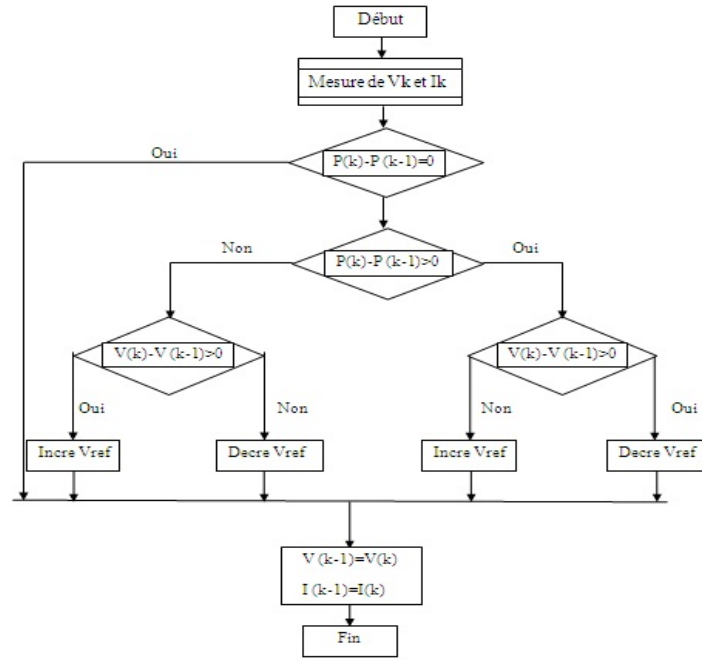 Début
Mesure de Vk et Ik
Oui
P(k)-P (k-1)=0
Non
P(k)-P (k-1)>0
Oui
V(k)-V (k-1)>0
V(k)-V (k-1)>0
Oui
Non
Non
Oui
Incre Vref
Decre Vref
Incre Vref
Decre Vref
V (k-1)=V(k)
I (k-1)=I(k)
Fin